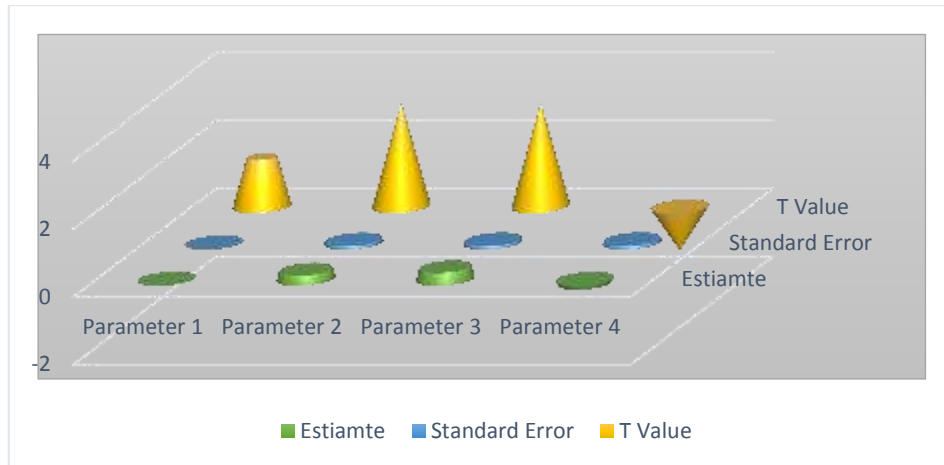 4
2
0
-2
T Value
Standard Error
Estiamte
Parameter 1 Parameter 2 Parameter 3 Parameter 4
Estiamte Standard Error T Value